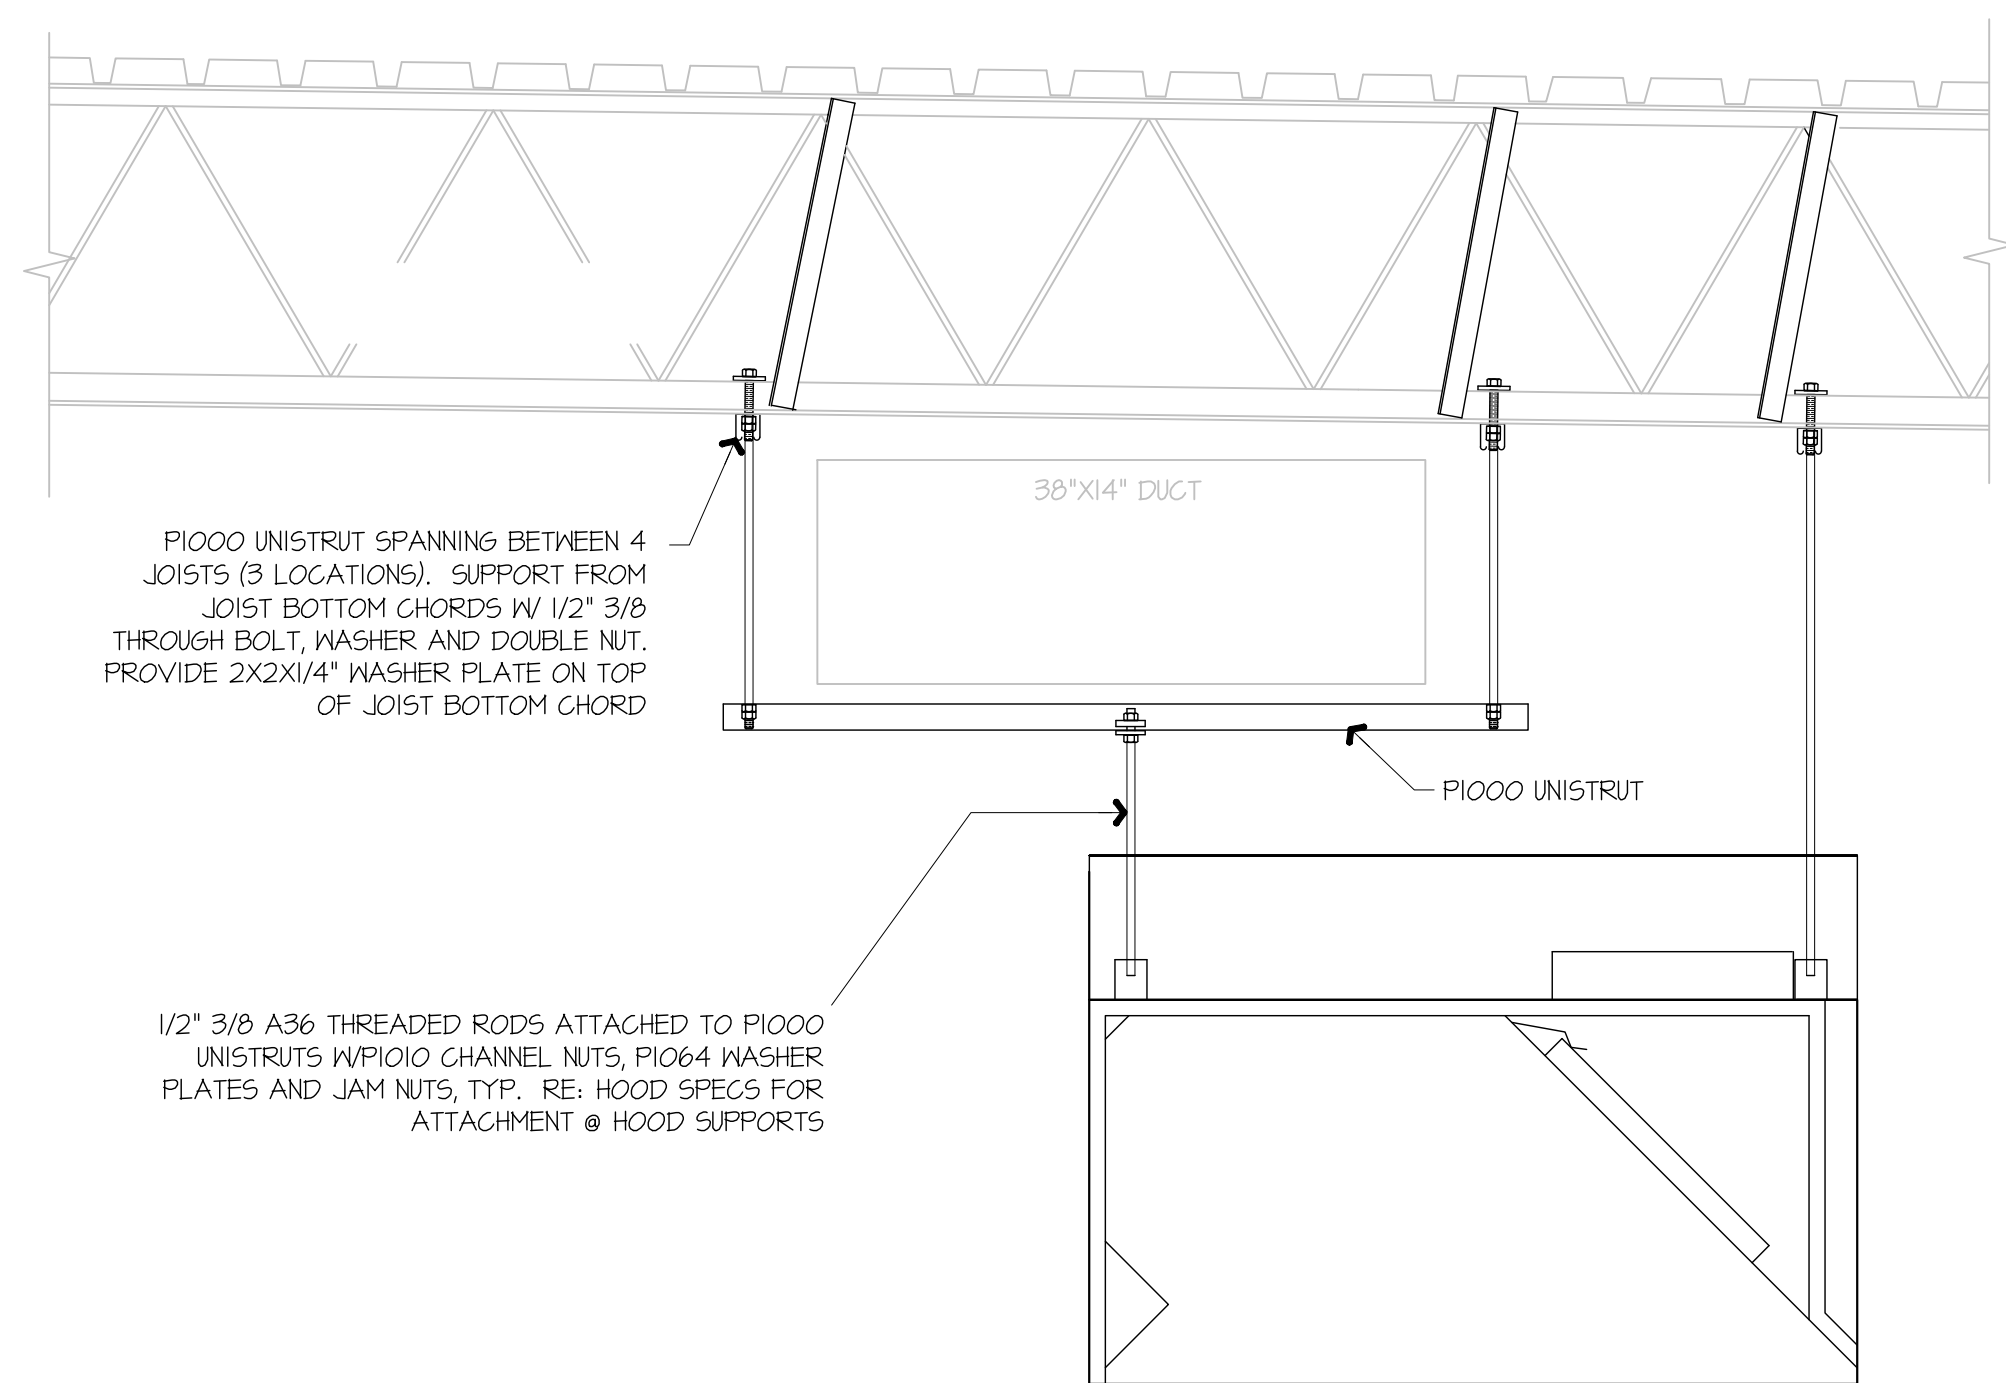 38"X14" DUCT
P1000 UNISTRUT SPANNING BETWEEN 4
JOISTS (3 LOCATIONS).  SUPPORT FROM
JOIST BOTTOM CHORDS W/ 1/2" 3/8
THROUGH BOLT, WASHER AND DOUBLE NUT.
PROVIDE 2X2X1/4" WASHER PLATE ON TOP
OF JOIST BOTTOM CHORD
P1000 UNISTRUT
1/2" 3/8 A36 THREADED RODS ATTACHED TO P1000
UNISTRUTS W/P1010 CHANNEL NUTS, P1064 WASHER
PLATES AND JAM NUTS, TYP.  RE: HOOD SPECS FOR
ATTACHMENT @ HOOD SUPPORTS